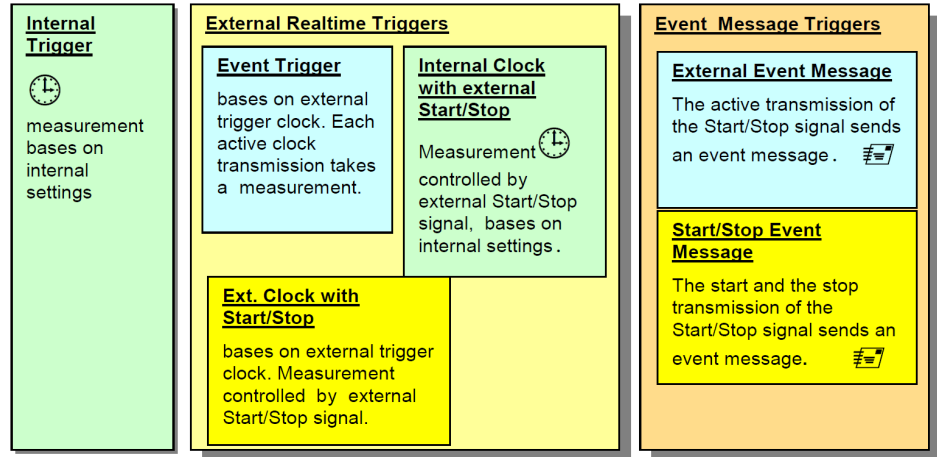 Internal
Trigger
measurement
bases on
internal
settings
External Realtime Triggers
Event Trigger
bases on external
trigger clock. Each
active clock
transmission takes
a measurement.
Internal Clock
with external
Start/Stop
Measurement
controlled by
external Start/Stop
signal, bases on
internal settings.
Ext. Clock with
Start/Stop
bases on external trigger
clock. Measurement
controlled by external
Start/Stop signal.
Event Message Triggers
External Event Message
The active transmission of
the Start/Stop signal sends
an event message.
Start/Stop Event
Message
The start and the stop
transmission of the
Start/Stop signal sends an
event message.